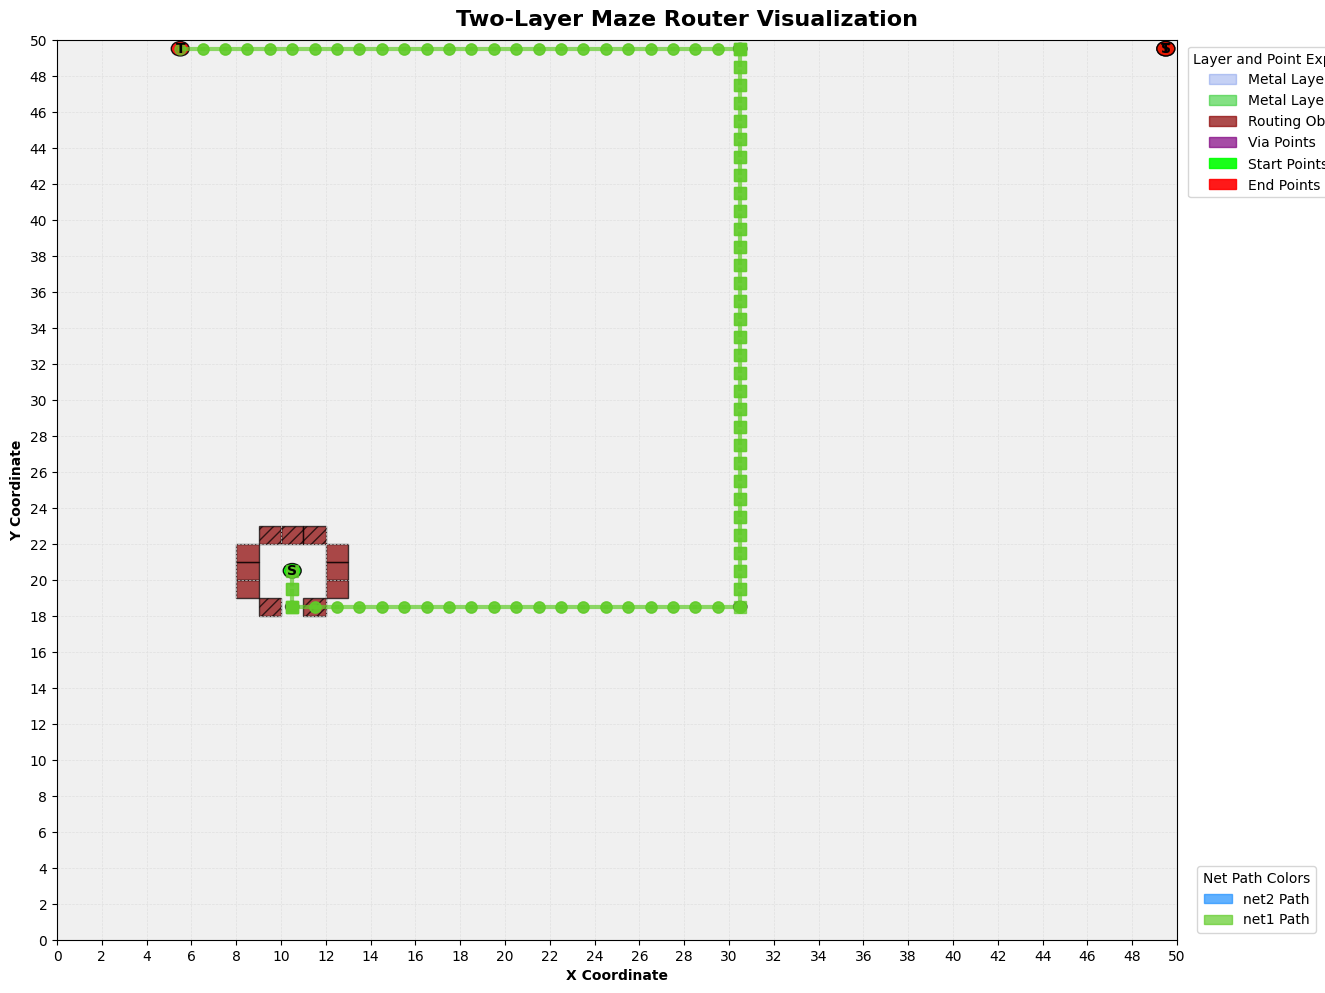 Two-Layer Maze Router Visualization
50
48
46
44
42
40
38
36
34
32
30
28
26
24
22
20
18
16
14
12
10
8
6
4
2
0
Y Coordinate
T
S
0 2 4 6 8 10 12 14 16 18 20 22 24 26 28 30 32 34 36 38 40 42 44 46 48 50
X Coordinate
Layer and Point Exp
Metal Laye
Metal Laye
Routing Ob
Via Points
Start Points
End Points
Net Path Colors
net2 Path
net1 Path